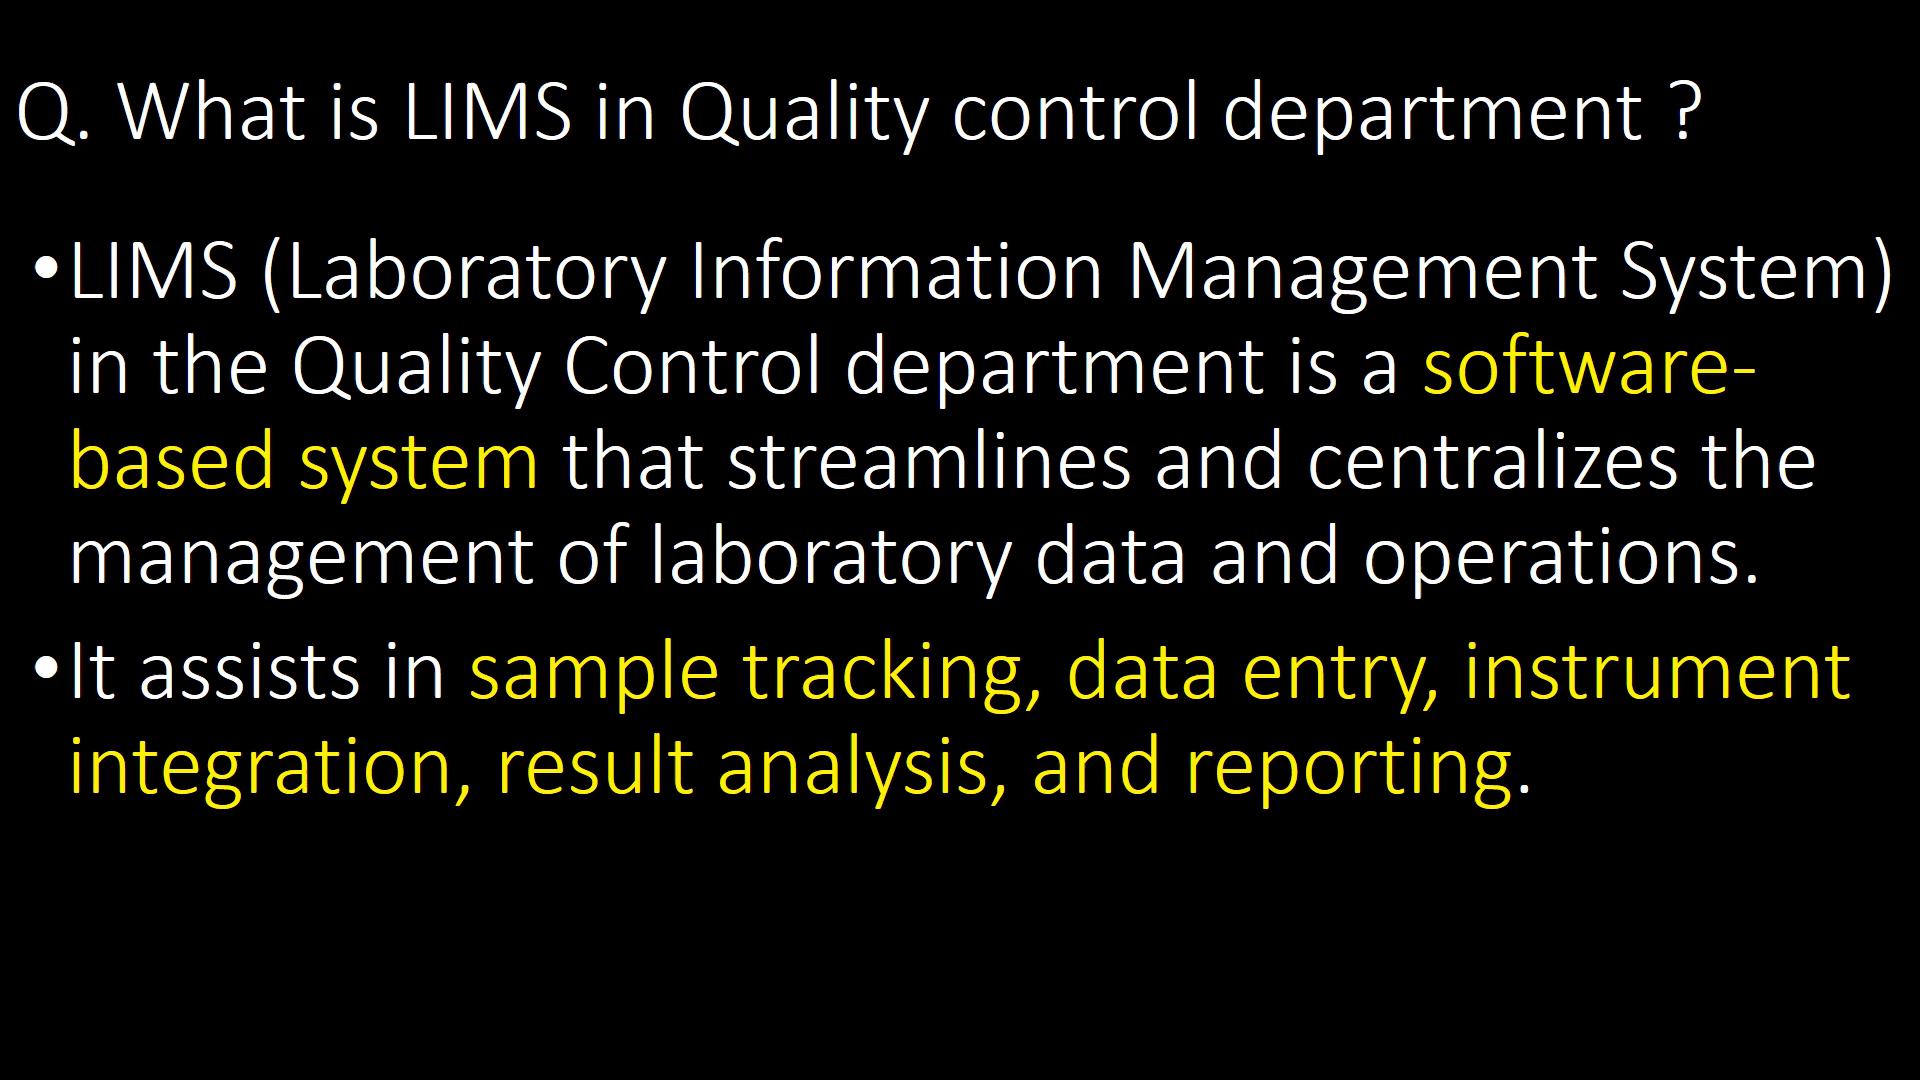 Q. What is LIMS in Quality control department ?
•LIMS (Laboratory Information Management System)
in the Quality Control department is a software-
based system that streamlines and centralizes the
management of laboratory data and operations.
•It assists in sample tracking, data entry, instrument
integration, result analysis, and reporting.